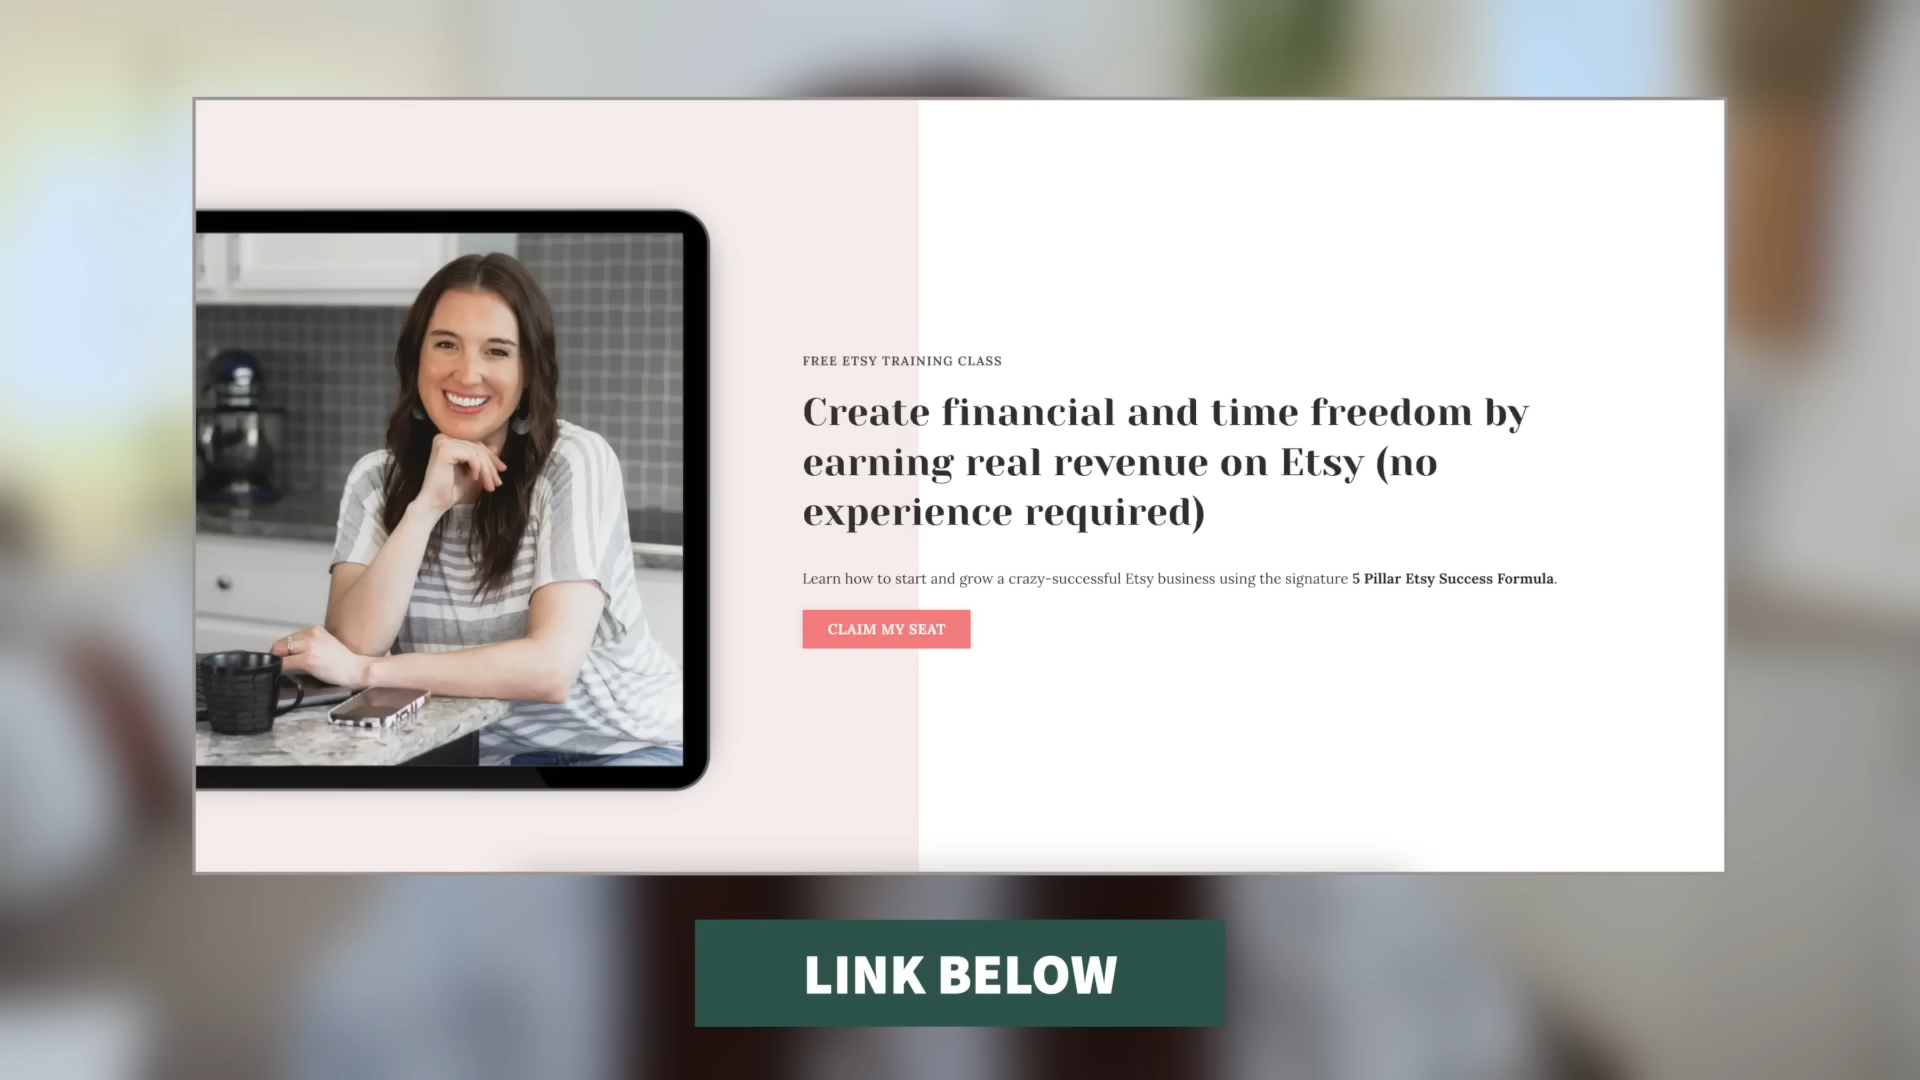 FREE ETSY TRAINING CLASS
Create financial and time freedom by
earning real revenue on Etsy (no
experience required)
Learn how to start and grow a crazy-successful Etsy business using the signature 5 Pillar Etsy Success Formula.
CLAIM MY SEAT
LINK BELOW